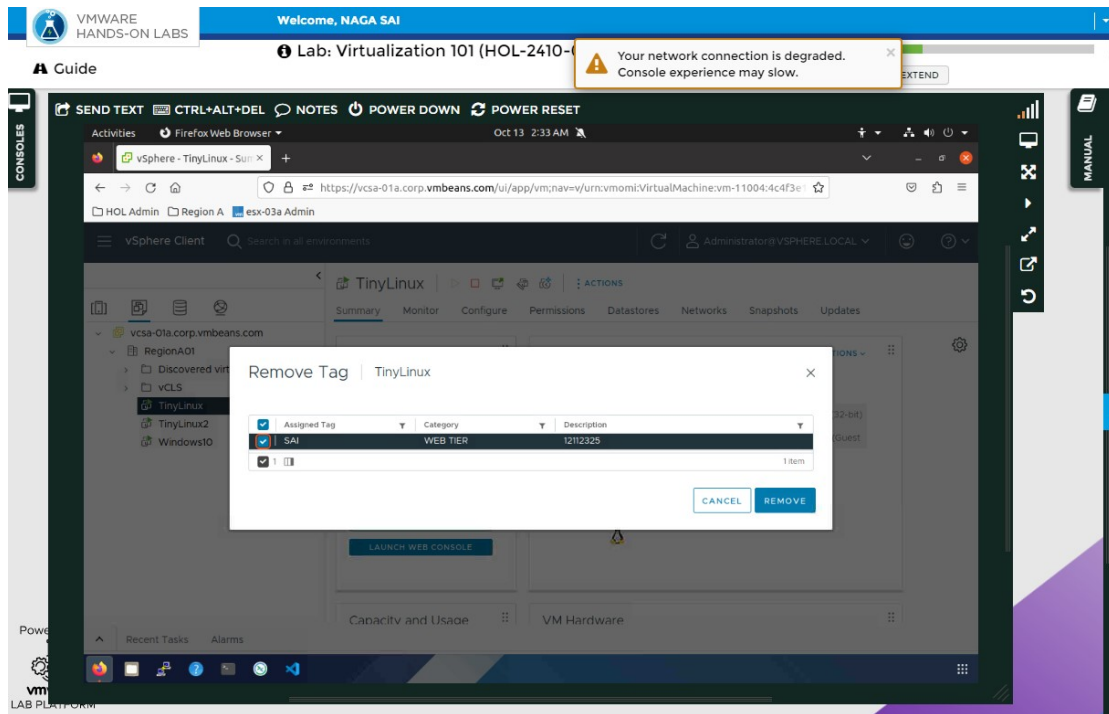 VMWARE
HANDS-ON LABS
Welcome, NAGA SAI
Lab: Virtualization 101 (HOL-2410-
Your network connection is degraded.
Console experience may slow.
EXTEND
Guide
CONSOLES
SEND TEXT CTRL+ALT+DEL NOTES POWER DOWN POWER RESET
MANUAL
Activities Firefox Web Browser Oct 13 2:33 AM
vSphere - TinyLinux - Sum
https://vcsa-01a.corp.vmbeans.com/ui/app/vm;nav=v/urn:vmomi:VirtualMachine:vm-11004:4c4f3e1
HOL Admin Region A esx-03a Admin
vSphere Client Search in all environments Administrator@VSPHERE.LOCAL
TinyLinux ACTIONS
Summary Monitor Configure Permissions Datastores Networks Snapshots Updates
vcsa-01a.corp.vmbeans.com
RegionA01
Discovered virt
vCLS
TinyLinux
TinyLinux2
Windows10
TIONS
32-bit)
Guest
Remove Tag TinyLinux
Assigned Tag Category Description
SAI WEB TIER 12112325
1 1 item
CANCEL REMOVE
LAUNCH WEB CONSOLE
Capacity and Usage VM Hardware
Recent Tasks Alarms
Powe
vm
LAB PLATFORM